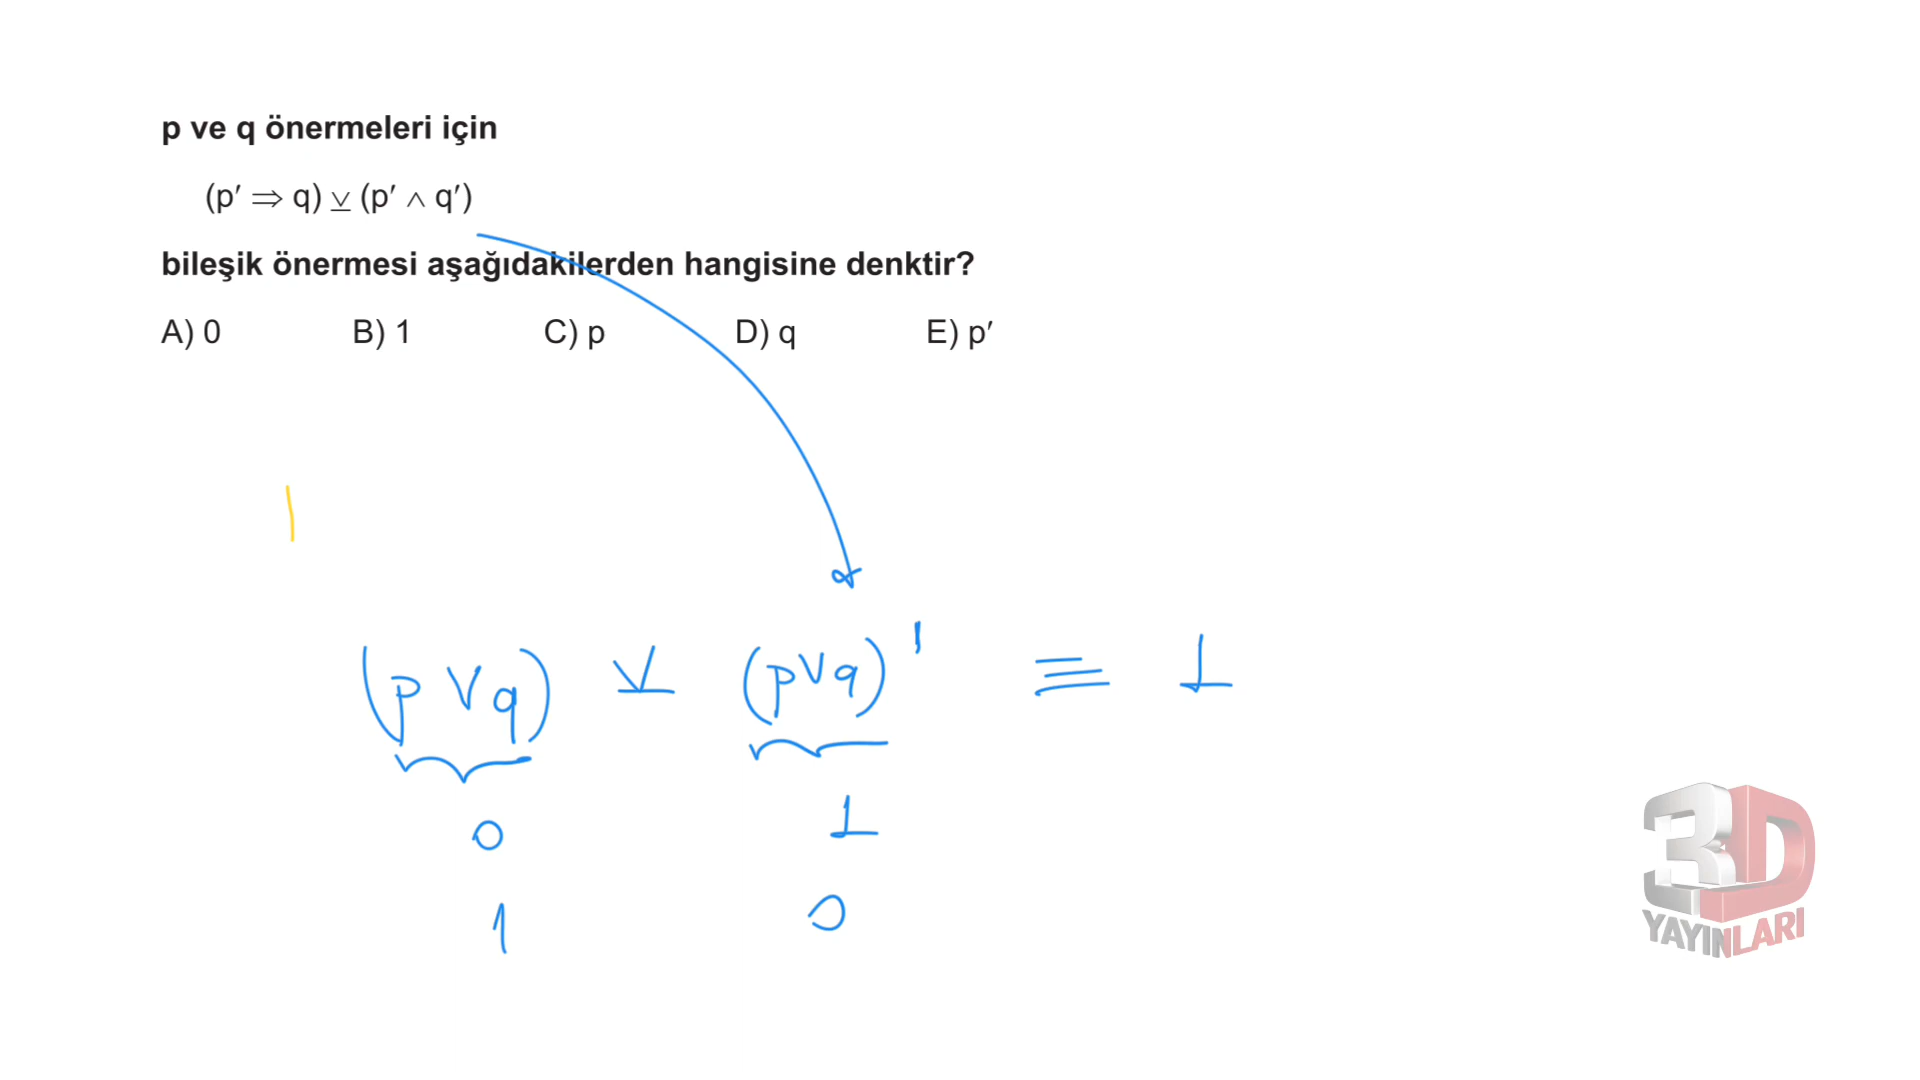 p ve q önermeleri için
(p′ ⇒ q) ⊻ (p′ ∧ q′)
bileşik önermesi aşağıdakilerden hangisine denktir?
A) 0 B) 1 C) p D) q E) p′
(p ∨ q) ⊻ (p ∨ q)' ≡ 1
0 1
1 0
3D
YAYINLARI